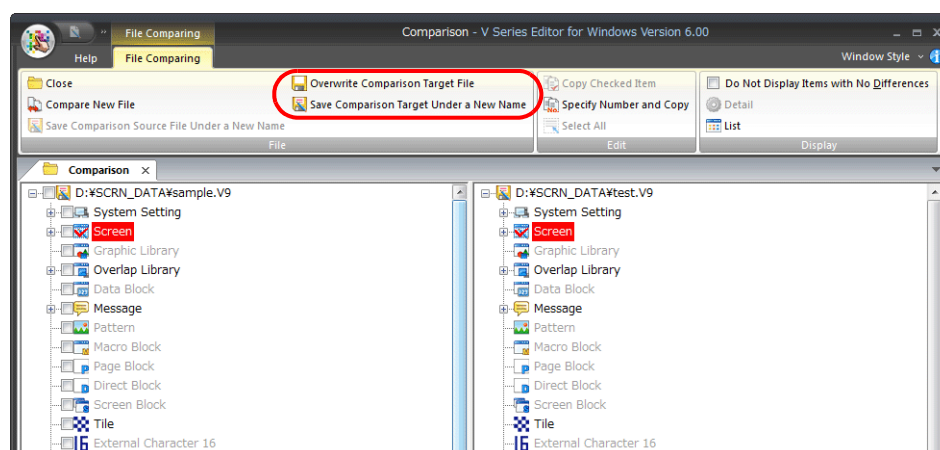 File Comparing
Comparison - V Series Editor for Windows Version 6.00
Help
File Comparing
Window Style
Close
Overwrite Comparison Target File
Copy Checked Item
Do Not Display Items with No Differences
Compare New File
Save Comparison Target Under a New Name
Specify Number and Copy
Detail
Save Comparison Source File Under a New Name
Select All
List
File
Edit
Display
Comparison
D:¥SCRN_DATA¥sample.V9
System Setting
Screen
Graphic Library
Overlap Library
Data Block
Message
Pattern
Macro Block
Page Block
Direct Block
Screen Block
Tile
External Character 16
D:¥SCRN_DATA¥test.V9
System Setting
Screen
Graphic Library
Overlap Library
Data Block
Message
Pattern
Macro Block
Page Block
Direct Block
Screen Block
Tile
External Character 16